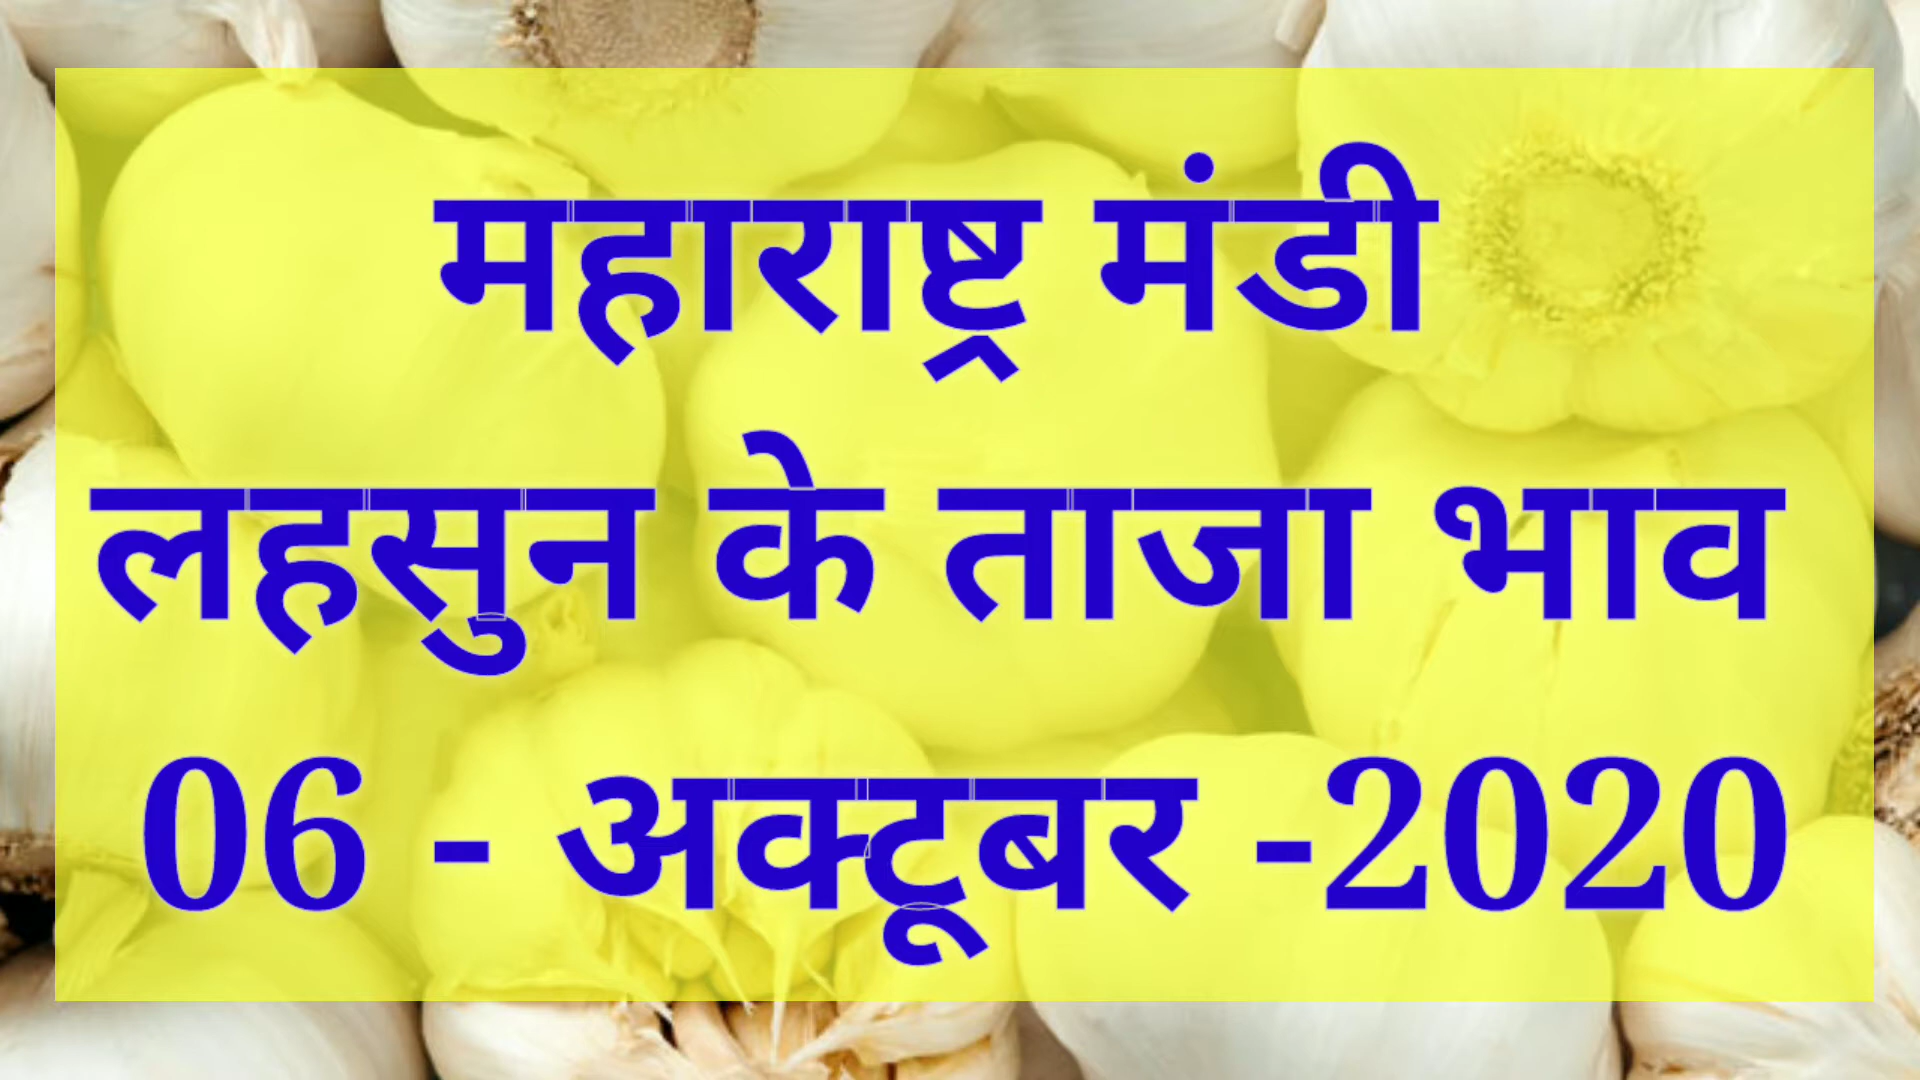 महाराष्ट्र मंडी
लहसुन के ताजा भाव
06 - अक्टूबर -2020